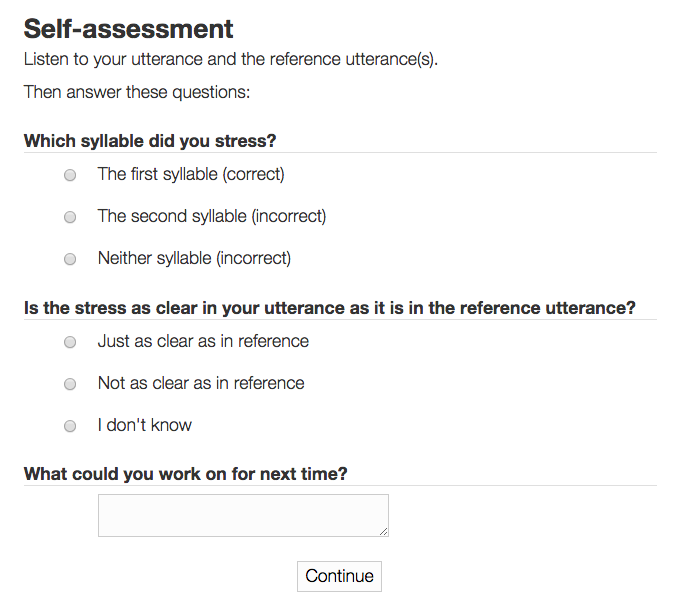 Self-assessment
Listen to your utterance and the reference utterance(s).
Then answer these questions:
Which syllable did you stress?
The first syllable (correct)
The second syllable (incorrect)
Neither syllable (incorrect)
Is the stress as clear in your utterance as it is in the reference utterance?
Just as clear as in reference
Not as clear as in reference
I don't know
What could you work on for next time?
Continue